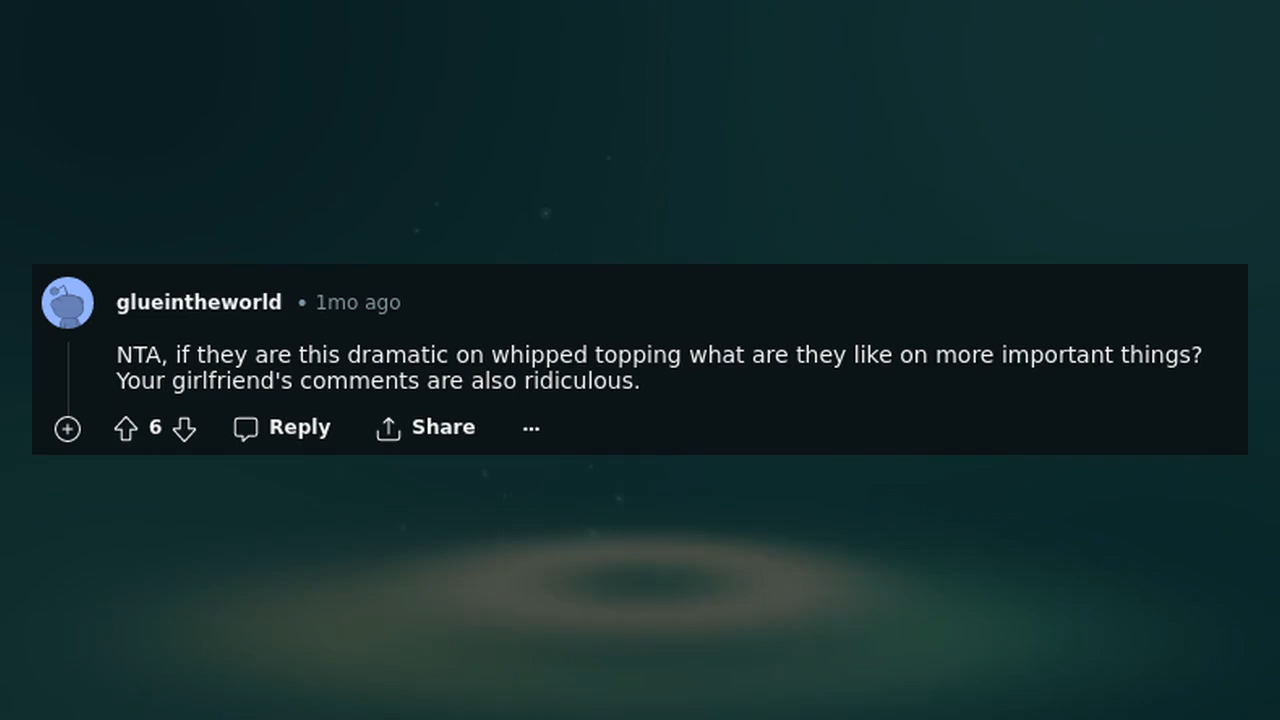 glueintheworld • 1mo ago
NTA, if they are this dramatic on whipped topping what are they like on more important things?
Your girlfriend's comments are also ridiculous.
6 Reply Share ...